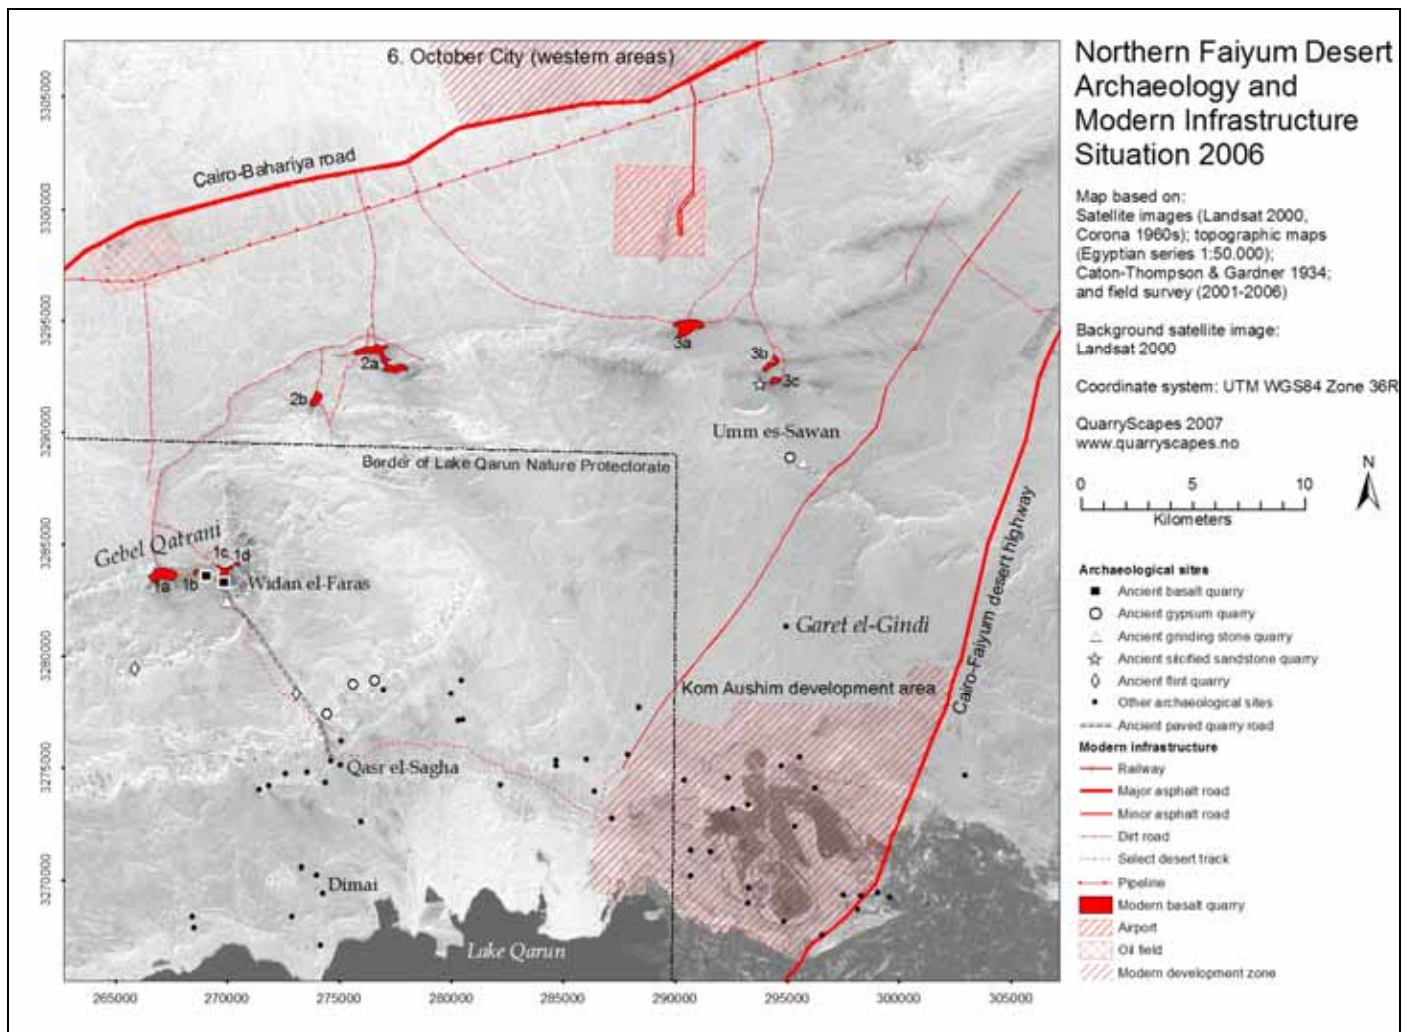 Northern Faiyum Desert
Archaeology and
Modern Infrastructure
Situation 2006
Map based on:
Satellite images (Landsat 2000,
Corona 1960s); topographic maps
(Egyptian series 1:50.000);
Caton-Thompson & Gardner 1934;
and field survey (2001-2006)
Background satellite image:
Landsat 2000
Coordinate system: UTM WGS84 Zone 36R
QuarryScapes 2007
www.quarryscapes.no
N
0 5 10
Kilometers
Archaeological sites
Ancient basalt quarry
Ancient gypsum quarry
Ancient grinding stone quarry
Ancient silcified sandstone quarry
Ancient flint quarry
Other archaeological sites
Ancient paved quarry road
Modern infrastructure
Railway
Major asphalt road
Minor asphalt road
Dirt road
Select desert track
Pipeline
Modern basalt quarry
Airport
Oil field
Modern development zone
6. October City (western areas)
Cairo-Bahariya road
3a
3b
2a
3c
2b
Umm es-Sawan
Border of Lake Qarun Nature Protectorate
Gebel Qatrani
1c 1d
1a 1b
Widan el-Faras
Garet el-Gindi
Cairo-Faiyum desert highway
Kom Aushim development area
Qasr el-Sagha
Dimai
Lake Qarun
3305000
3300000
3295000
3290000
3285000
3280000
3275000
3270000
265000 270000 275000 280000 285000 290000 295000 300000 305000